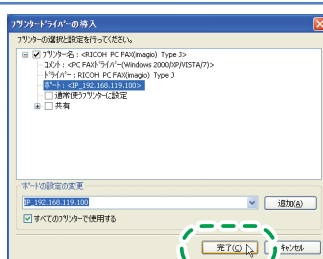 プリンタードライバーの導入
プリンターの選択と設定を行ってください。
プリンター名 : <RICOH PC FAX(imagio) Type J>
コメント : <PC FAXドライバー(Windows 2000/XP/VISTA/7)>
ドライバー : RICOH PC FAX(imagio) Type J
ポート : <IP_192.168.119.100>
通常使うプリンターに設定
共有
ポートの設定の変更
IP_192.168.119.100
追加(A)
すべてのプリンターで使用する
完了(C)
キャンセル